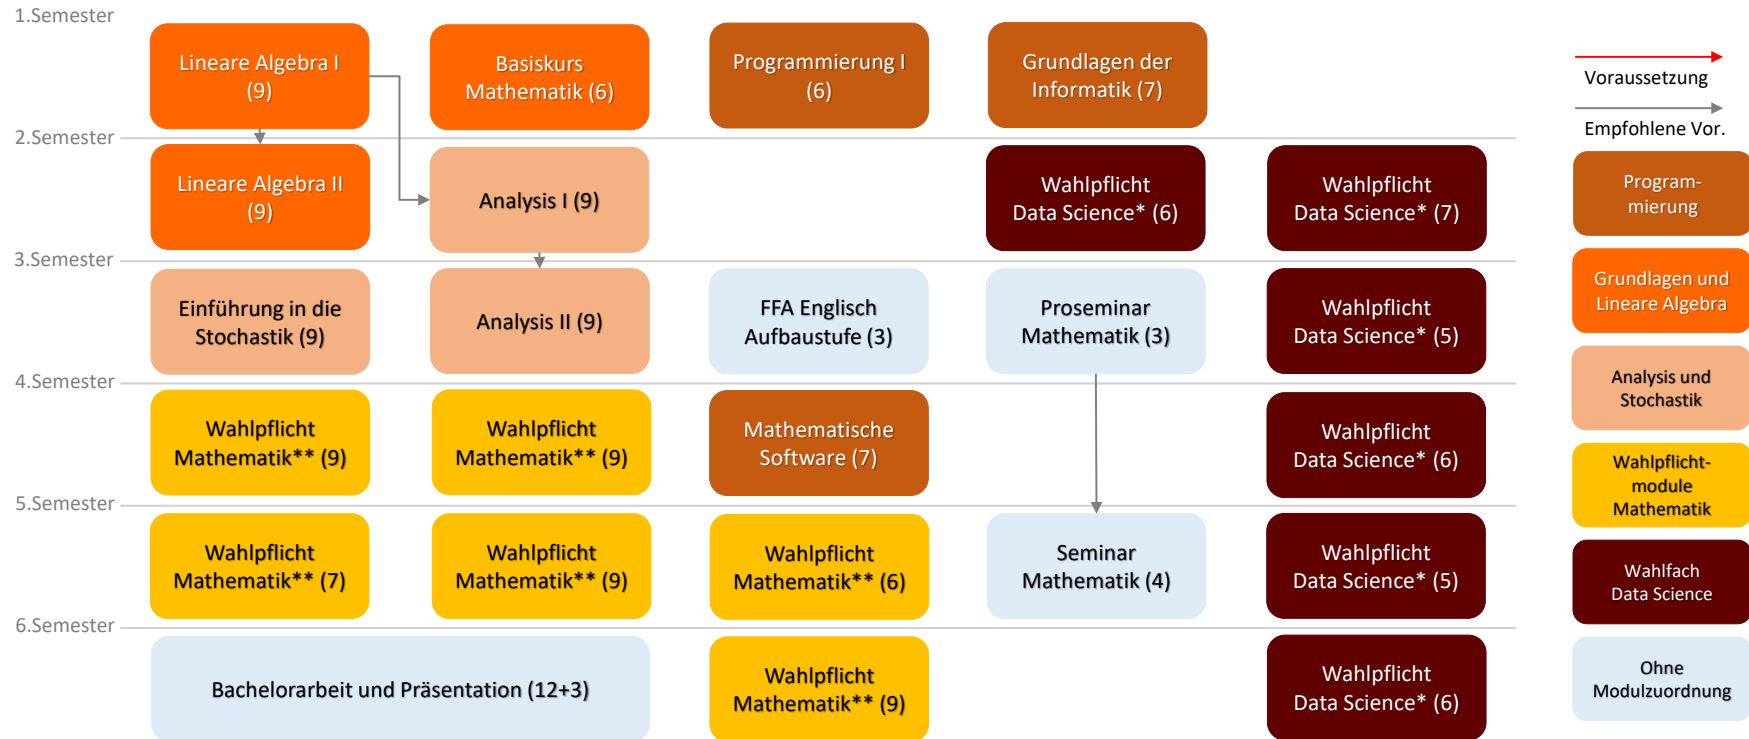 1.Semester
Lineare Algebra I
(9)
Basiskurs
Mathematik (6)
Programmierung I
(6)
Grundlagen der
Informatik (7)
2.Semester
Lineare Algebra II
(9)
Analysis I (9)
Wahlpflicht
Data Science* (6)
Wahlpflicht
Data Science* (7)
3.Semester
Einführung in die
Stochastik (9)
Analysis II (9)
FFA Englisch
Aufbaustufe (3)
Proseminar
Mathematik (3)
Wahlpflicht
Data Science* (5)
4.Semester
Wahlpflicht
Mathematik** (9)
Wahlpflicht
Mathematik** (9)
Mathematische
Software (7)
Wahlpflicht
Data Science* (6)
5.Semester
Wahlpflicht
Mathematik** (7)
Wahlpflicht
Mathematik** (9)
Wahlpflicht
Mathematik** (6)
Seminar
Mathematik (4)
Wahlpflicht
Data Science* (5)
6.Semester
Bachelorarbeit und Präsentation (12+3)
Wahlpflicht
Mathematik** (9)
Wahlpflicht
Data Science* (6)
Voraussetzung
Empfohlene Vor.
Program-
mierung
Grundlagen und
Lineare Algebra
Analysis und
Stochastik
Wahlpflicht-
module
Mathematik
Wahlfach
Data Science
Ohne
Modulzuordnung